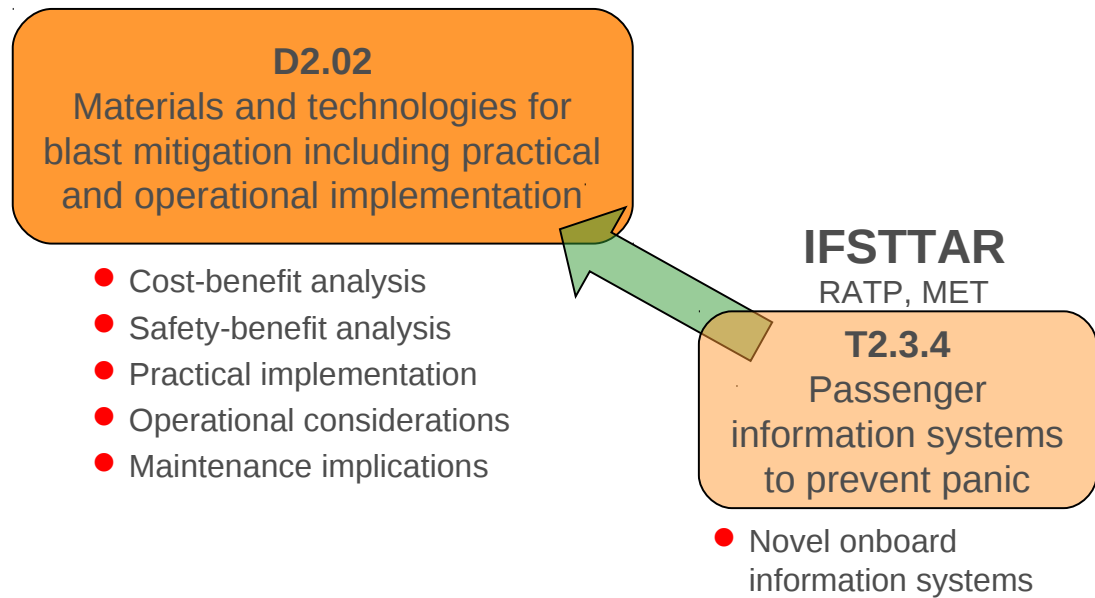 D2.02
Materials and technologies for
blast mitigation including practical
and operational implementation
Cost-benefit analysis
Safety-benefit analysis
Practical implementation
Operational considerations
Maintenance implications
IFSTTAR
RATP, MET
T2.3.4
Passenger
information systems
to prevent panic
Novel onboard
information systems